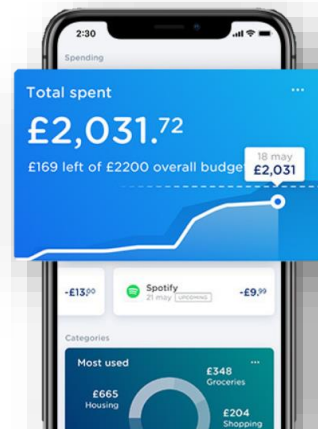 2:30
Spending
Total spent
...
£2,031.72
£169 left of £2200 overall budge
18 may
£2,031
-£13.00
Spotify
21 may UPCOMING
-£9.99
Categories
Most used
...
£348
Groceries
£665
Housing
£204
Shopping